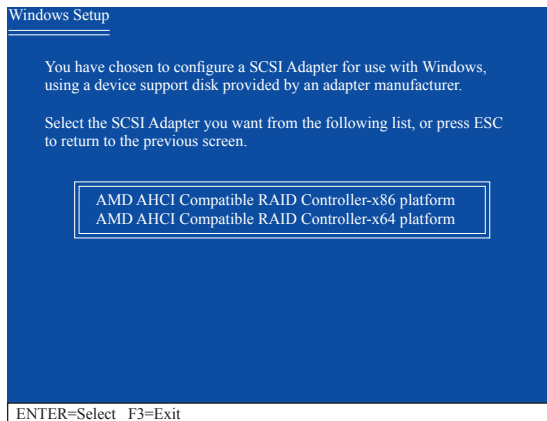 Windows Setup
You have chosen to configure a SCSI Adapter for use with Windows,
using a device support disk provided by an adapter manufacturer.
Select the SCSI Adapter you want from the following list, or press ESC
to return to the previous screen.
AMD AHCI Compatible RAID Controller-x86 platform
AMD AHCI Compatible RAID Controller-x64 platform
ENTER=Select F3=Exit